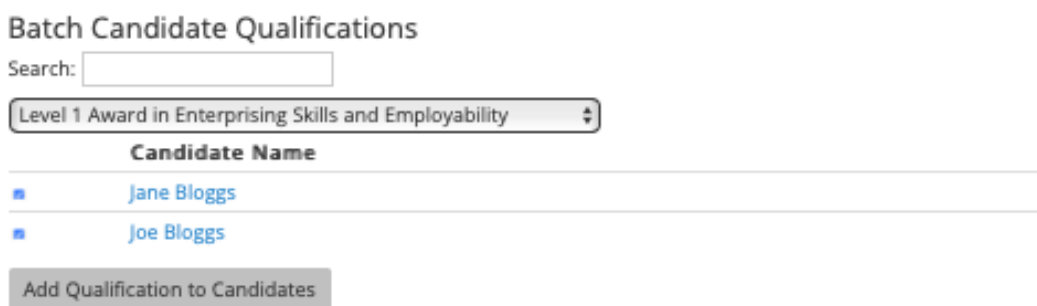 Batch Candidate Qualifications
Search:
Level 1 Award in Enterprising Skills and Employability
Candidate Name
Jane Bloggs
Joe Bloggs
Add Qualification to Candidates